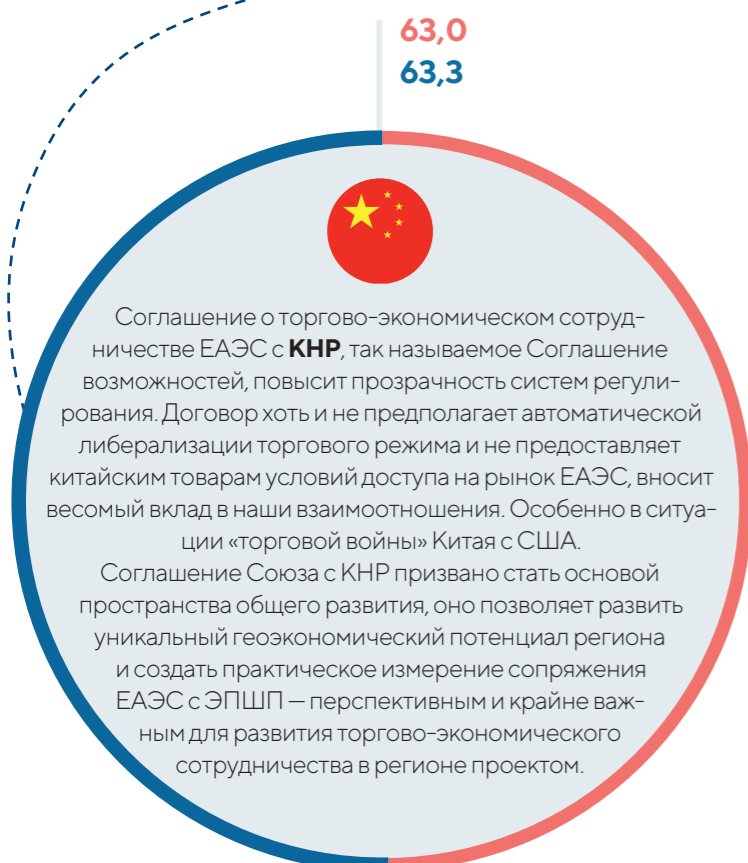 63,0
63,3
Соглашение о торгово-экономическом сотруд-
ничестве ЕАЭС с КНР, так называемое Соглашение
возможностей, повысит прозрачность систем регули-
рования. Договор хоть и не предполагает автоматической
либерализации торгового режима и не предоставляет
китайским товарам условий доступа на рынок ЕАЭС, вносит
весомый вклад в наши взаимоотношения. Особенно в ситуа-
ции «торговой войны» Китая с США.
Соглашение Союза с КНР призвано стать основой
пространства общего развития, оно позволяет развить
уникальный геоэкономический потенциал региона
и создать практическое измерение сопряжения
ЕАЭС с ЭПШП — перспективным и крайне важ-
ным для развития торгово-экономического
сотрудничества в регионе проектом.